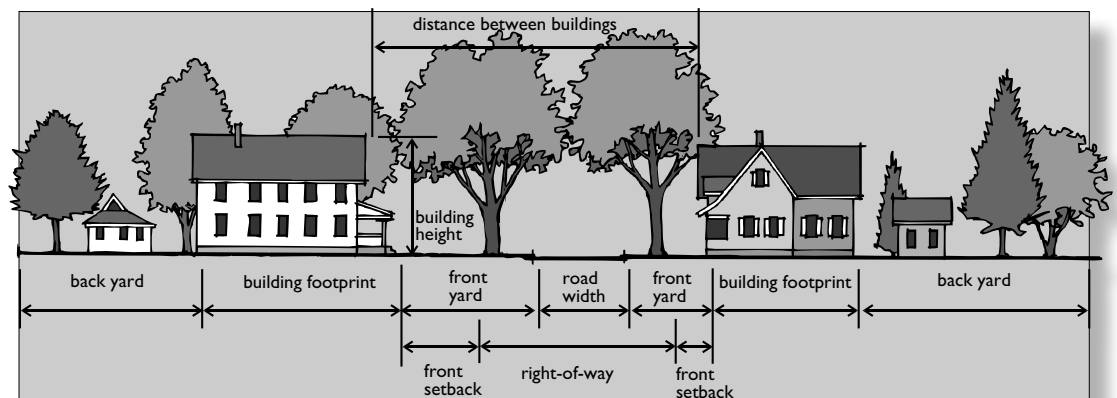 distance between buildings
building
height
back yard
building footprint
front
yard
road
width
front
yard
building footprint
back yard
front
setback
right-of-way
front
setback